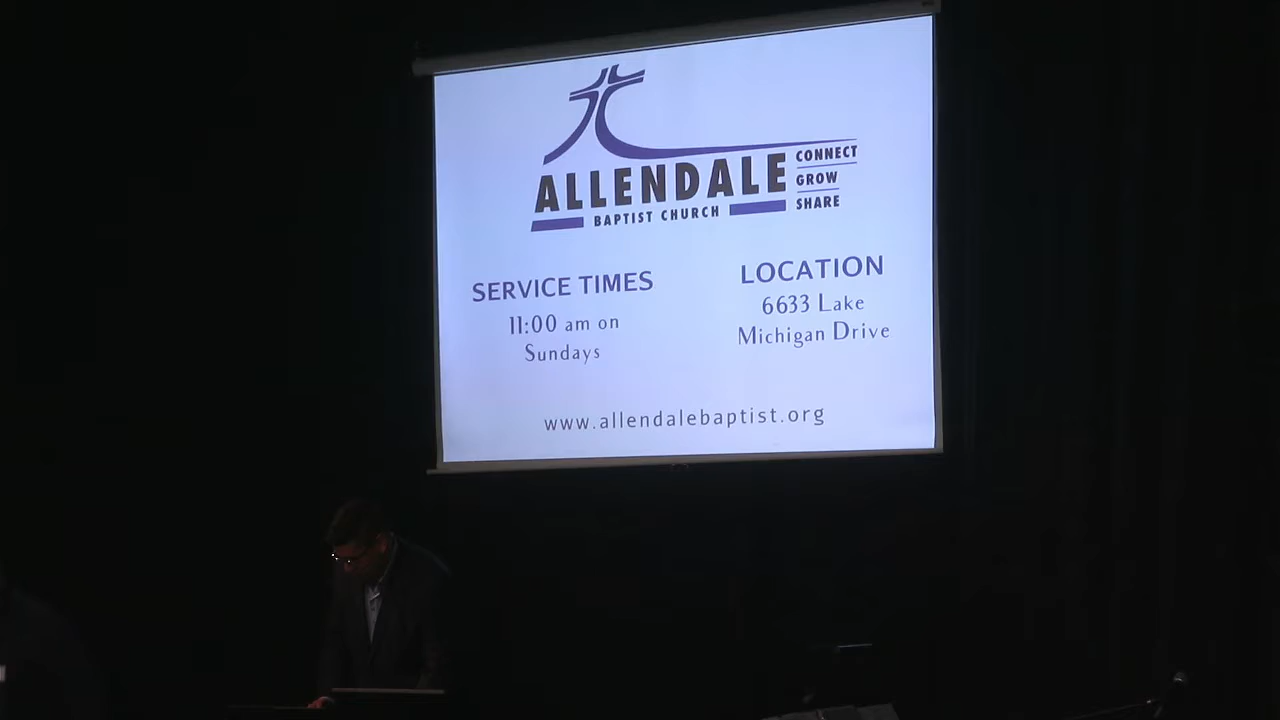 ALLENDALE
BAPTIST CHURCH
CONNECT
GROW
SHARE
SERVICE TIMES
11:00 am on
Sundays
LOCATION
6633 Lake
Michigan Drive
www.allendalebaptist.org